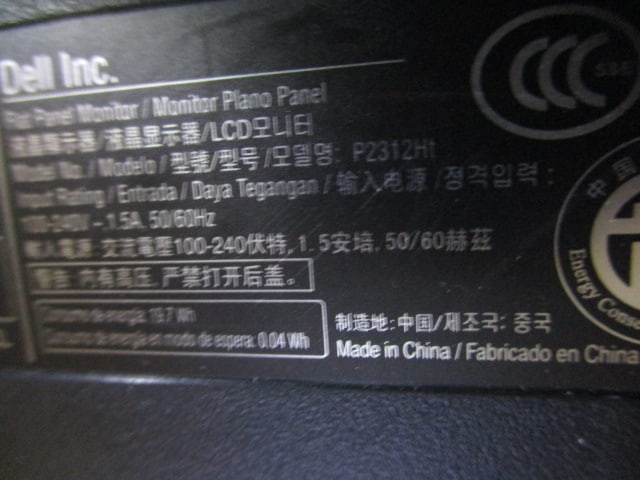 Dell Inc.
Flat Panel Monitor / Monitor Plano Panel
液晶顯示器/液晶显示器/LCD모니터
Model No. / Modelo / 型號/型号 /모델명: P2312Ht
Input Rating / Entrada / Daya Tegangan / 输入电源 /정격입력 :
100-240V~, 1.5A, 50/60Hz
輸入電源: 交流電壓100-240伏特, 1.5安培, 50/60赫茲
警告: 内有高压, 严禁打开后盖。
Consumo de energía: 19.7 Wh
Consumo de energía en modo de espera: 0.04 Wh
制造地: 中国/제조국: 중국
Made in China / Fabricado en China
CCC
S&E
中国
Energy